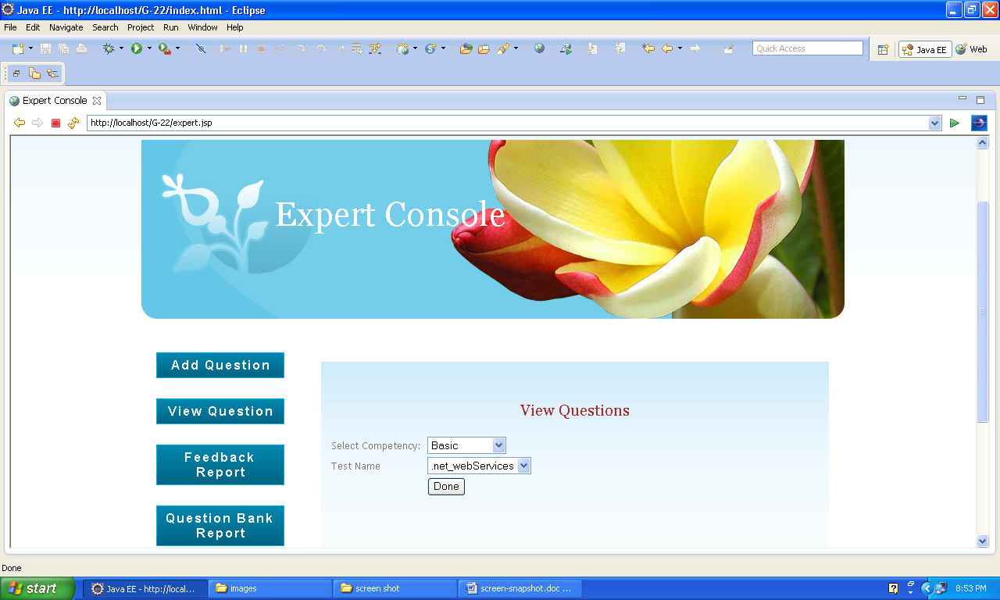 Java EE - http://localhost/G-22/index.html - Eclipse
File Edit Navigate Search Project Run Window Help
Quick Access
Java EE
Web
Expert Console
http://localhost/G-22/expert.jsp
Expert Console
Add Question
View Question
Feedback
Report
Question Bank
Report
View Questions
Select Competency: Basic
Test Name .net_webServices
Done
Done
start
Java EE - http://local...
images
screen shot
screen-snapshot.doc ...
8:53 PM